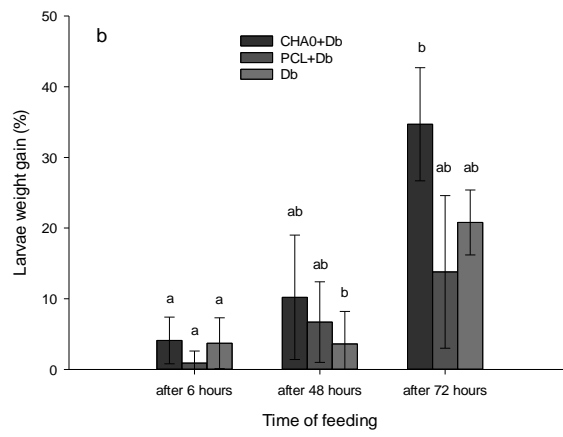 b
CHA0+Db
PCL+Db
Db
Larvae weight gain (%)
50
40
30
20
10
0
a
a
a
ab
ab
b
b
ab
ab
after 6 hours
after 48 hours
after 72 hours
Time of feeding